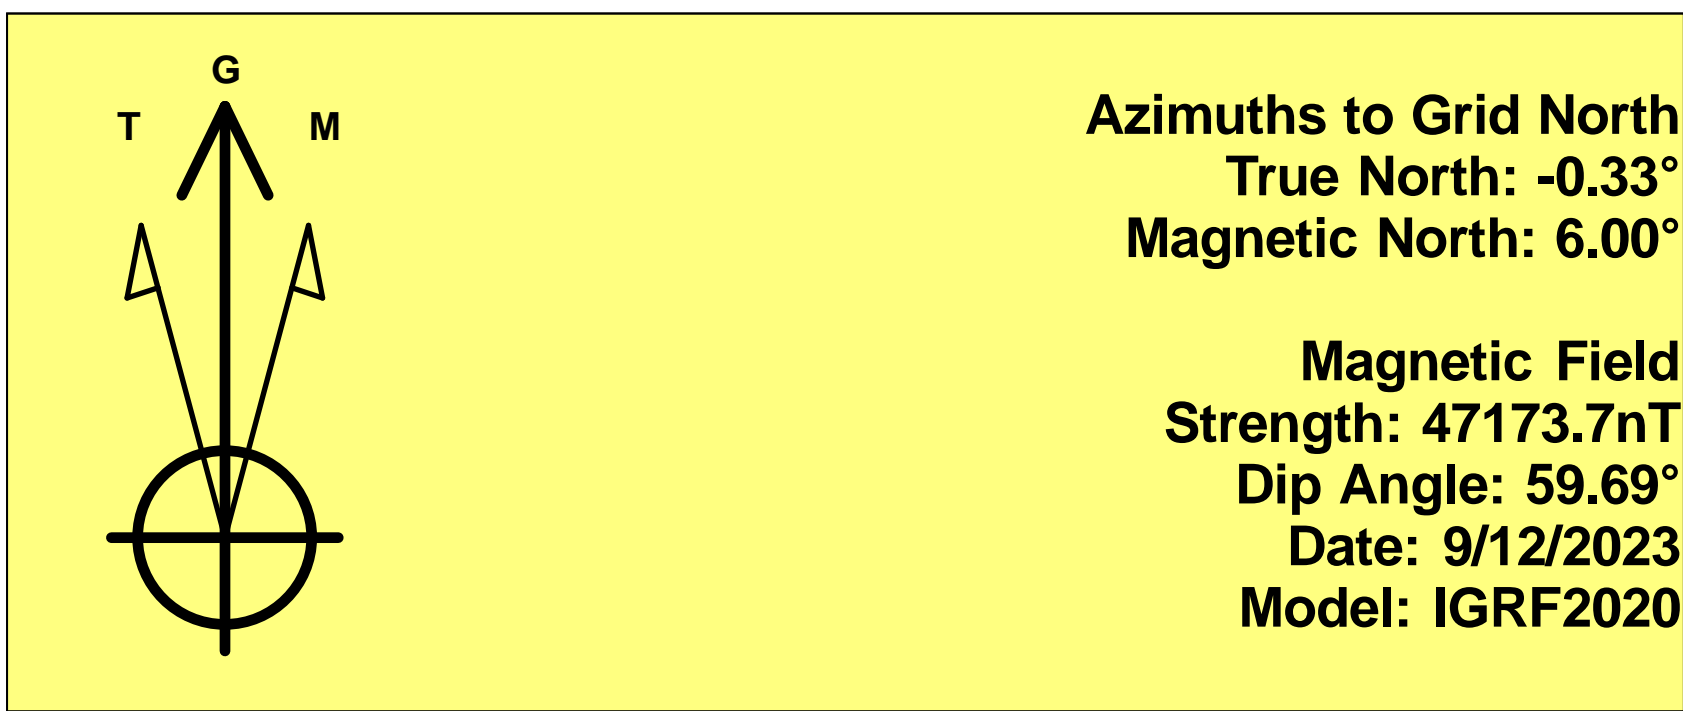 G
T
M
Azimuths to Grid North
True North: -0.33°
Magnetic North: 6.00°
Magnetic Field
Strength: 47173.7nT
Dip Angle: 59.69°
Date: 9/12/2023
Model: IGRF2020